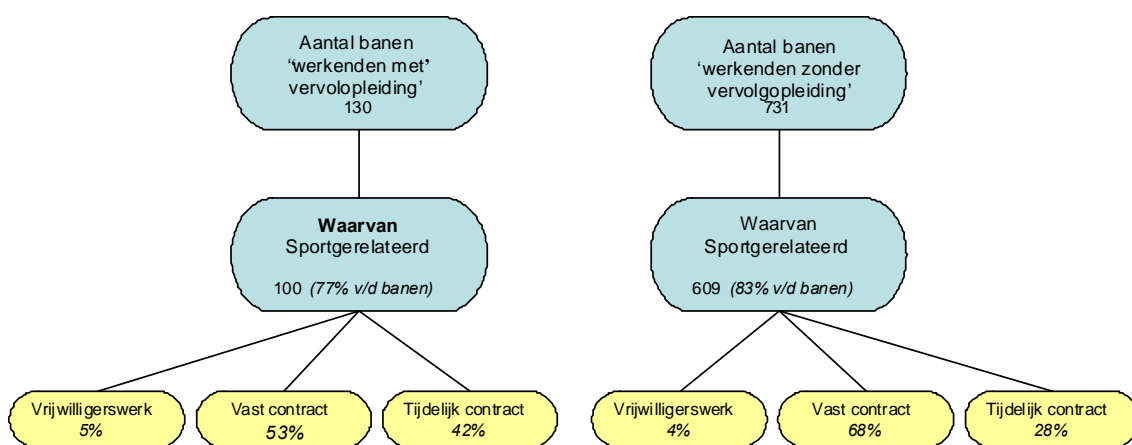 Aantal banen
‘werkenden met’
vervolopleiding’
130
Waarvan
Sportgerelateerd
100 (77% v/d banen)
Vrijwilligerswerk
5%
Vast contract
53%
Tijdelijk contract
42%
Aantal banen
‘werkenden zonder
vervolgopleiding’
731
Waarvan
Sportgerelateerd
609 (83% v/d banen)
Vrijwilligerswerk
4%
Vast contract
68%
Tijdelijk contract
28%